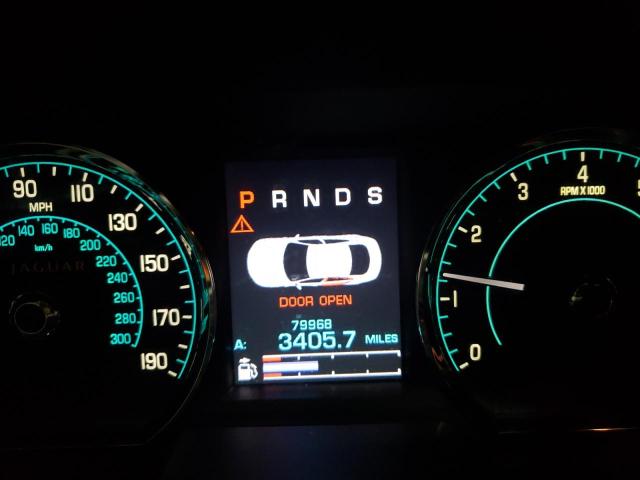 90 110 130 150 170 190
MPH
120 140 160 180 200 220 240 260 280 300
km/h
JAGUAR
P R N D S
DOOR OPEN
79968
A: 3405.7 MILES
0 1 2 3 4
RPM X 1000